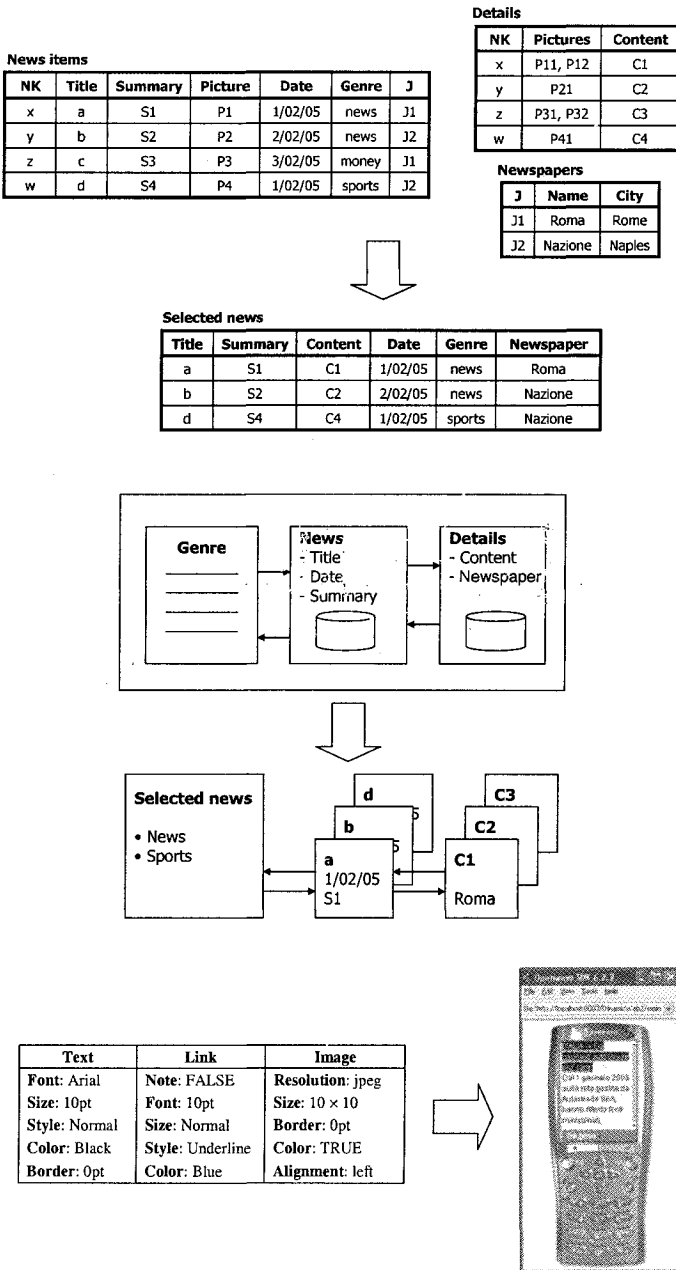 Details
NK Pictures Content
x P11, P12 C1
y P21 C2
z P31, P32 C3
w P41 C4
News items
NK Title Summary Picture Date Genre J
x a S1 P1 1/02/05 news J1
y b S2 P2 2/02/05 news J2
z c S3 P3 3/02/05 money J1
w d S4 P4 1/02/05 sports J2
Newspapers
J Name City
J1 Roma Rome
J2 Nazione Naples
Selected news
Title Summary Content Date Genre Newspaper
a S1 C1 1/02/05 news Roma
b S2 C2 2/02/05 news Nazione
d S4 C4 1/02/05 sports Nazione
Genre
News
- Title
- Date
- Summary
Details
- Content
- Newspaper
Selected news
• News
• Sports
d
5
b
5
a
1/02/05
S1
C3
C2
C1
Roma
Text Link Image
Font: Arial Note: FALSE Resolution: jpeg
Size: 10pt Font: 10pt Size: 10 × 10
Style: Normal Size: Normal Border: 0pt
Color: Black Style: Underline Color: TRUE
Border: 0pt Color: Blue Alignment: left